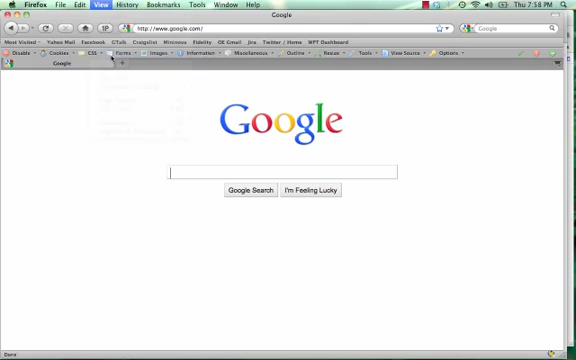 Firefox File Edit View History Bookmarks Tools Window Help Thu 7:58 PM
Google
http://www.google.com/ Google
Most Visited Yahoo Mail Facebook GTalk Craigslist Mininova Fidelity OE Gmail Jira Twitter / Home WPT Dashboard
Disable Cookies CSS Forms Images Information Miscellaneous Outline Resize Tools View Source Options
Google
Google
Google Search I'm Feeling Lucky
Done